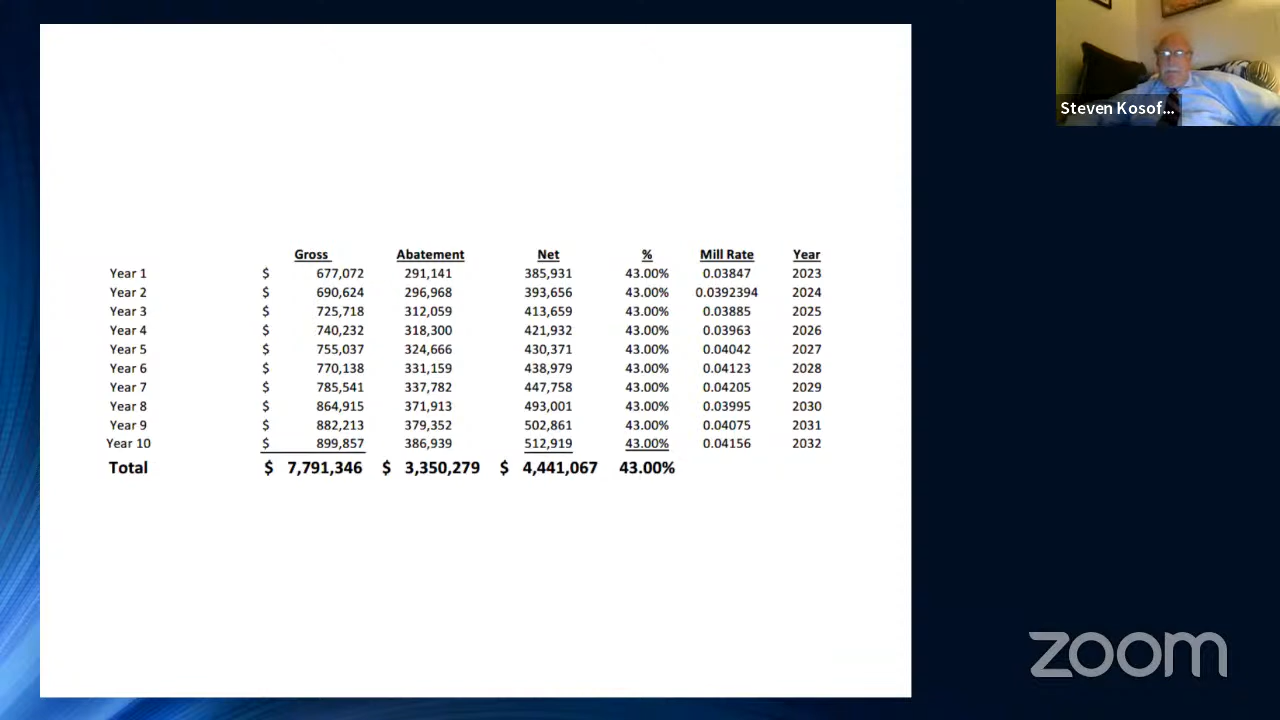 Steven Kosof...
Gross Abatement Net % Mill Rate Year
Year 1 $ 677,072 291,141 385,931 43.00% 0.03847 2023
Year 2 $ 690,624 296,968 393,656 43.00% 0.0392394 2024
Year 3 $ 725,718 312,059 413,659 43.00% 0.03885 2025
Year 4 $ 740,232 318,300 421,932 43.00% 0.03963 2026
Year 5 $ 755,037 324,666 430,371 43.00% 0.04042 2027
Year 6 $ 770,138 331,159 438,979 43.00% 0.04123 2028
Year 7 $ 785,541 337,782 447,758 43.00% 0.04205 2029
Year 8 $ 864,915 371,913 493,001 43.00% 0.03995 2030
Year 9 $ 882,213 379,352 502,861 43.00% 0.04075 2031
Year 10 $ 899,857 386,939 512,919 43.00% 0.04156 2032
Total $ 7,791,346 $ 3,350,279 $ 4,441,067 43.00%
zoom